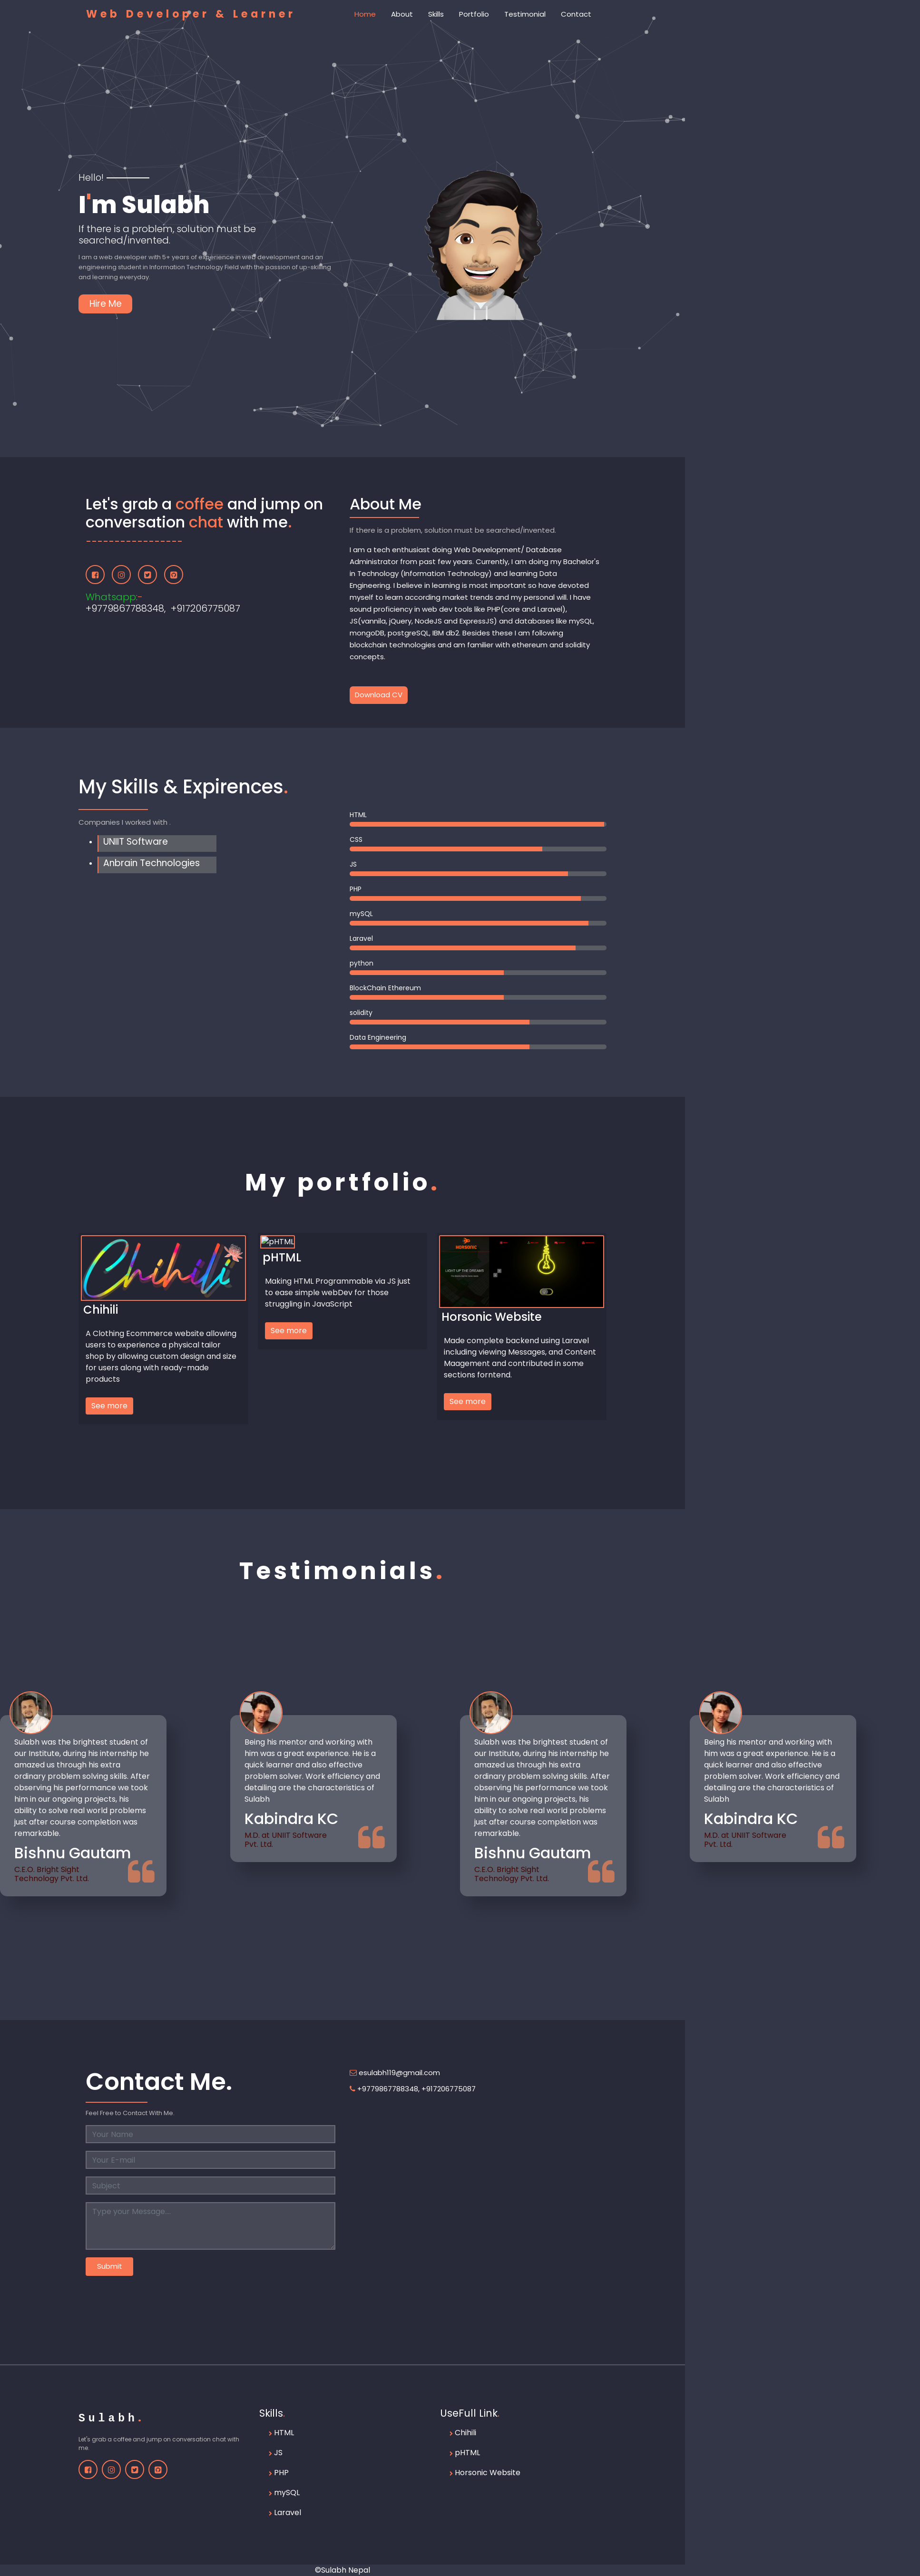 Web Developer & Learner
Home
About
Skills
Portfolio
Testimonial
Contact
Hello!
I'm Sulabh
If there is a problem, solution must be
searched/invented.
I am a web developer with 5+ years of experience in web development and an
engineering student in Information Technology Field with the passion of up-skilling
and learning everyday.
Hire Me
Let's grab a coffee and jump on
conversation chat with me.
Whatsapp:-
+9779867788348, +917206775087
About Me
If there is a problem, solution must be searched/invented.
I am a tech enthusiast doing Web Development/ Database
Administrator from past few years. Currently, I am doing my Bachelor's
in Technology (Information Technology) and learning Data
Engineering. I believe in learning is most important so have devoted
myself to learn according market trends and my personal will. I have
sound proficiency in web dev tools like PHP(core and Laravel),
JS(vannila, jQuery, NodeJS and ExpressJS) and databases like mySQL,
mongoDB, postgreSQL, IBM db2. Besides these I am following
blockchain technologies and am familier with ethereum and solidity
concepts.
Download CV
My Skills & Expirences.
Companies I worked with .
UNIIT Software
Anbrain Technologies
HTML
CSS
JS
PHP
mySQL
Laravel
python
BlockChain Ethereum
solidity
Data Engineering
My portfolio.
Chihili
Chihili
A Clothing Ecommerce website allowing
users to experience a physical tailor
shop by allowing custom design and size
for users along with ready-made
products
See more
pHTML
pHTML
Making HTML Programmable via JS just
to ease simple webDev for those
struggling in JavaScript
See more
HORSONIC
LIGHT UP THE DREAMS
Horsonic Website
Made complete backend using Laravel
including viewing Messages, and Content
Maagement and contributed in some
sections forntend.
See more
Testimonials.
Sulabh was the brightest student of
our Institute, during his internship he
amazed us through his extra
ordinary problem solving skills. After
observing his performance we took
him in our ongoing projects, his
ability to solve real world problems
just after course completion was
remarkable.
Bishnu Gautam
C.E.O. Bright Sight
Technology Pvt. Ltd.
Being his mentor and working with
him was a great experience. He is a
quick learner and also effective
problem solver. Work efficiency and
detailing are the characteristics of
Sulabh
Kabindra KC
M.D. at UNIIT Software
Pvt. Ltd.
Sulabh was the brightest student of
our Institute, during his internship he
amazed us through his extra
ordinary problem solving skills. After
observing his performance we took
him in our ongoing projects, his
ability to solve real world problems
just after course completion was
remarkable.
Bishnu Gautam
C.E.O. Bright Sight
Technology Pvt. Ltd.
Being his mentor and working with
him was a great experience. He is a
quick learner and also effective
problem solver. Work efficiency and
detailing are the characteristics of
Sulabh
Kabindra KC
M.D. at UNIIT Software
Pvt. Ltd.
Contact Me.
Feel Free to Contact With Me.
Your Name
Your E-mail
Subject
Type your Message....
Submit
esulabh119@gmail.com
+9779867788348, +917206775087
Sulabh.
Let's grab a coffee and jump on conversation chat with
me.
Skills.
HTML
JS
PHP
mySQL
Laravel
UseFull Link.
Chihili
pHTML
Horsonic Website
©Sulabh Nepal